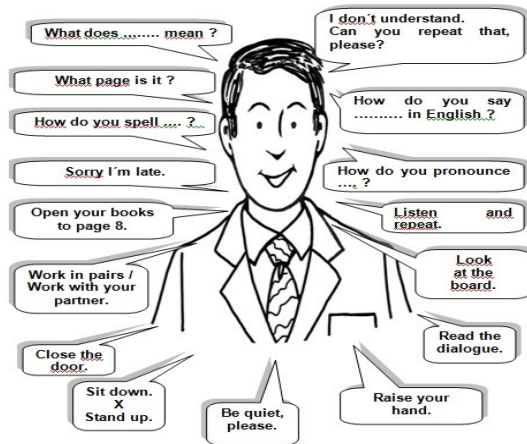 What does ........ mean ?
I don´t understand.
Can you repeat that,
please?
What page is it ?
How do you say
.......... in English ?
How do you spell .... ?
Sorry I´m late.
How do you pronounce
.... ?
Open your books
to page 8.
Listen and
repeat.
Work in pairs /
Work with your
partner.
Look
at the
board.
Close the
door.
Read the
dialogue.
Sit down.
X
Stand up.
Be quiet,
please.
Raise your
hand.